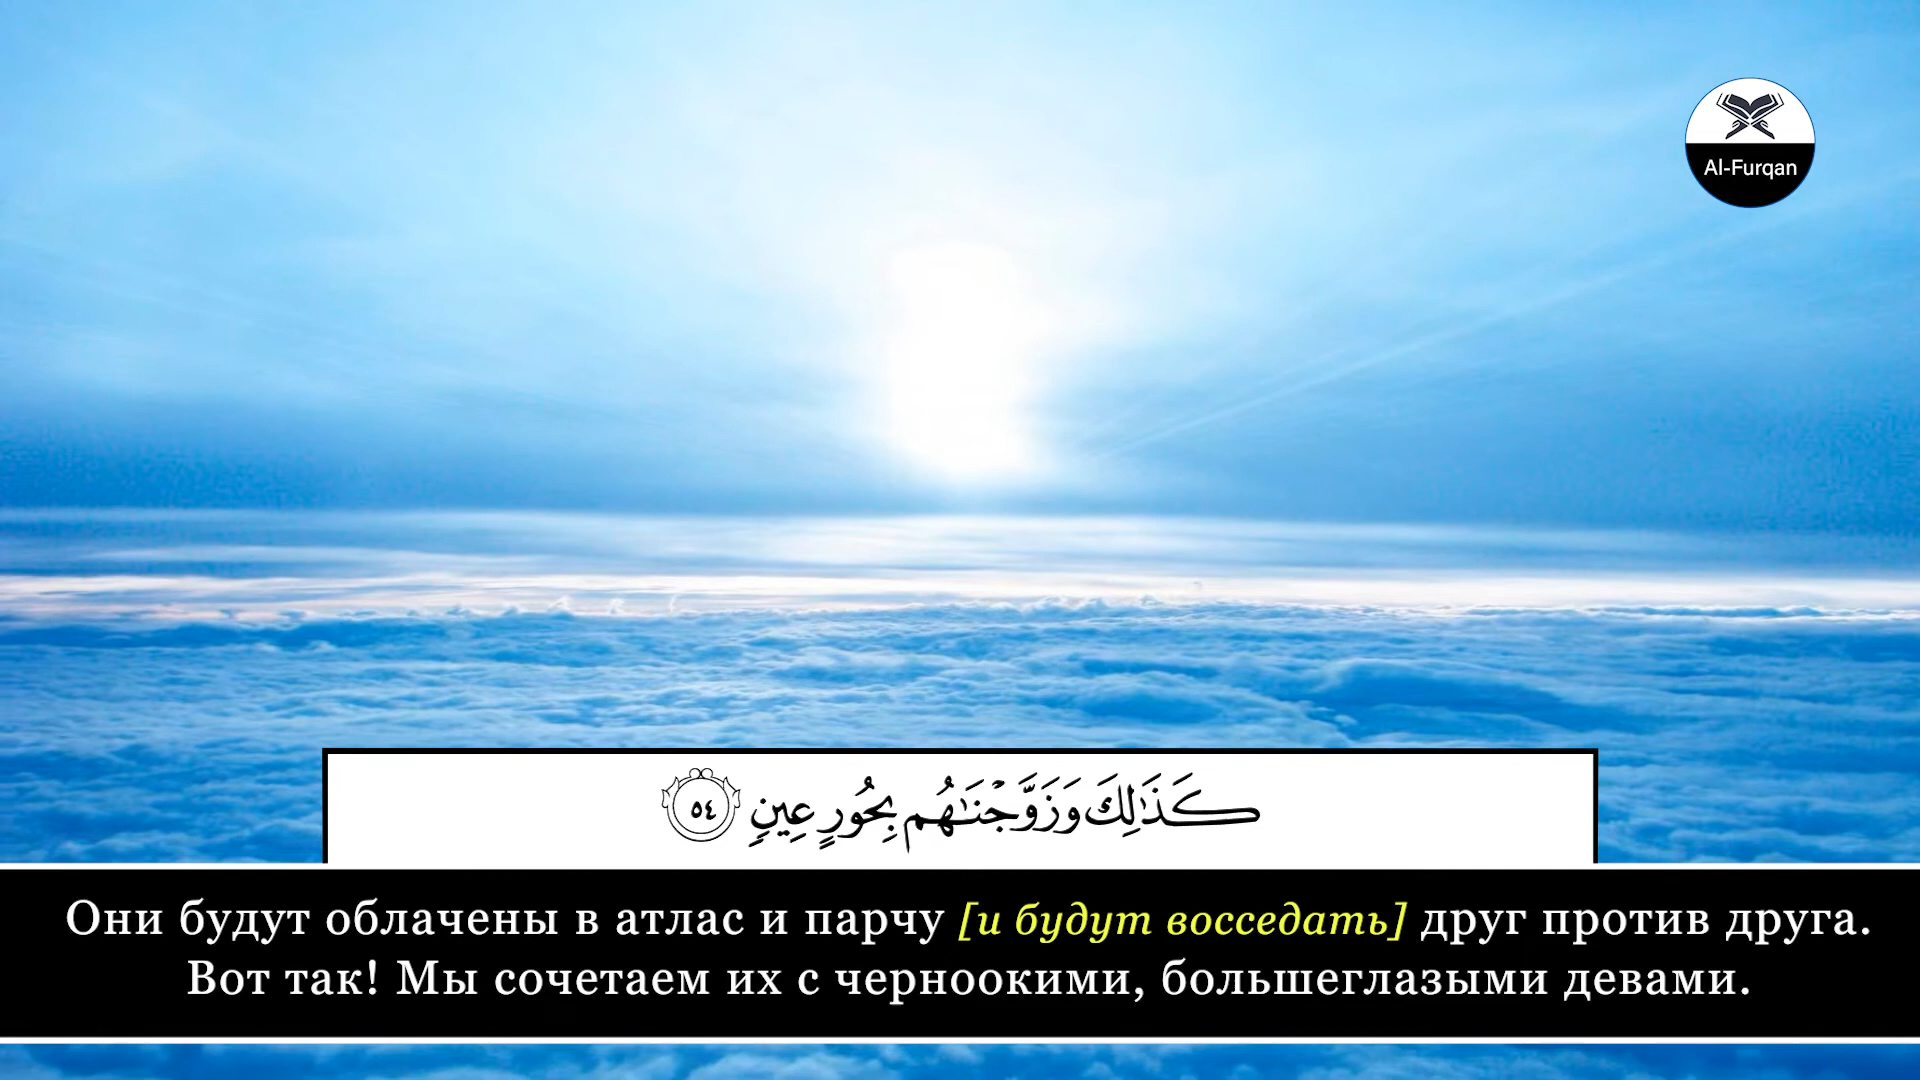 Al-Furqan
كَذَٰلِكَ وَزَوَّجْنَـٰهُم بِحُورٍ عِينٍ ٥٤
Они будут облачены в атлас и парчу [и будут восседать] друг против друга.
Вот так! Мы сочетаем их с черноокими, большеглазыми девами.